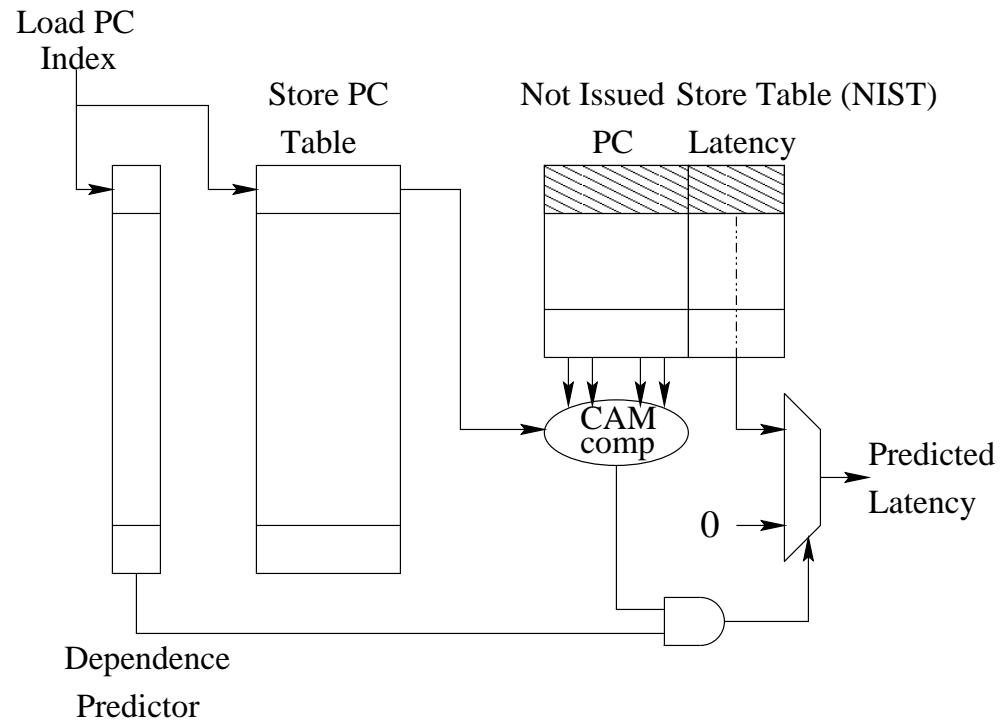 Load PC
Index
Store PC
Table
Not Issued Store Table (NIST)
PC
Latency
CAM
comp
Predicted
Latency
0
Dependence
Predictor